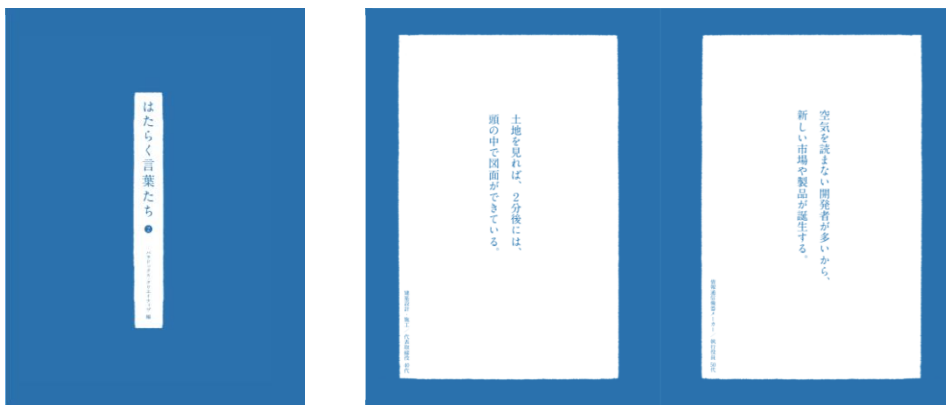 はたらく言葉たち
2
土地を見れば、2分後には、
頭の中で図面ができている。
空気を読まない開発者が多いから、
新しい市場や製品が誕生する。